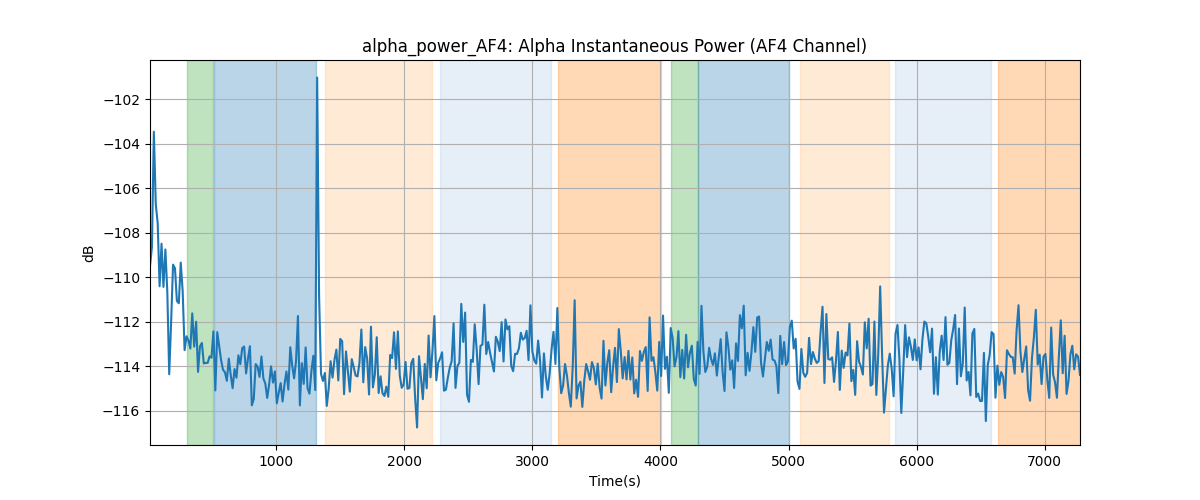 alpha_power_AF4: Alpha Instantaneous Power (AF4 Channel)
dB
−102
−104
−106
−108
−110
−112
−114
−116
1000 2000 3000 4000 5000 6000 7000
Time(s)